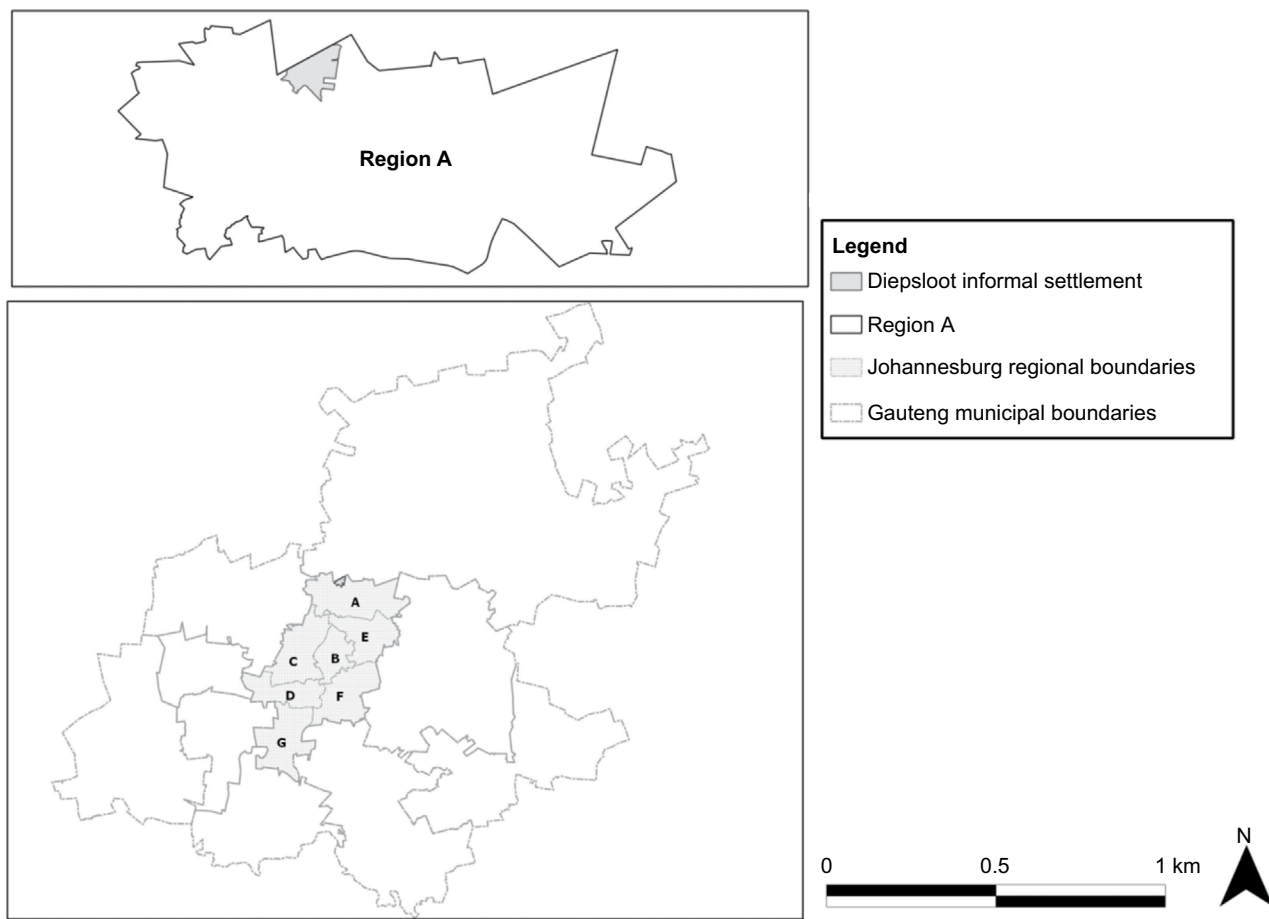 Region A
Legend
Diepsloot informal settlement
Region A
Johannesburg regional boundaries
Gauteng municipal boundaries
A
E
B
C
D
F
G
0 0.5 1 km
N